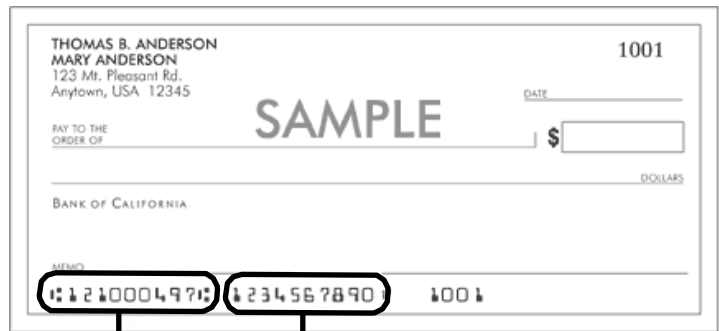 THOMAS B. ANDERSON
MARY ANDERSON
1001
123 Mt. Pleasant Rd.
Anytown, USA 12345
DATE
SAMPLE
PAY TO THE
ORDER OF
$
DOLLARS
BANK OF CALIFORNIA
MEMO
⑆121000497⑆ 1234567890⑈ 1001